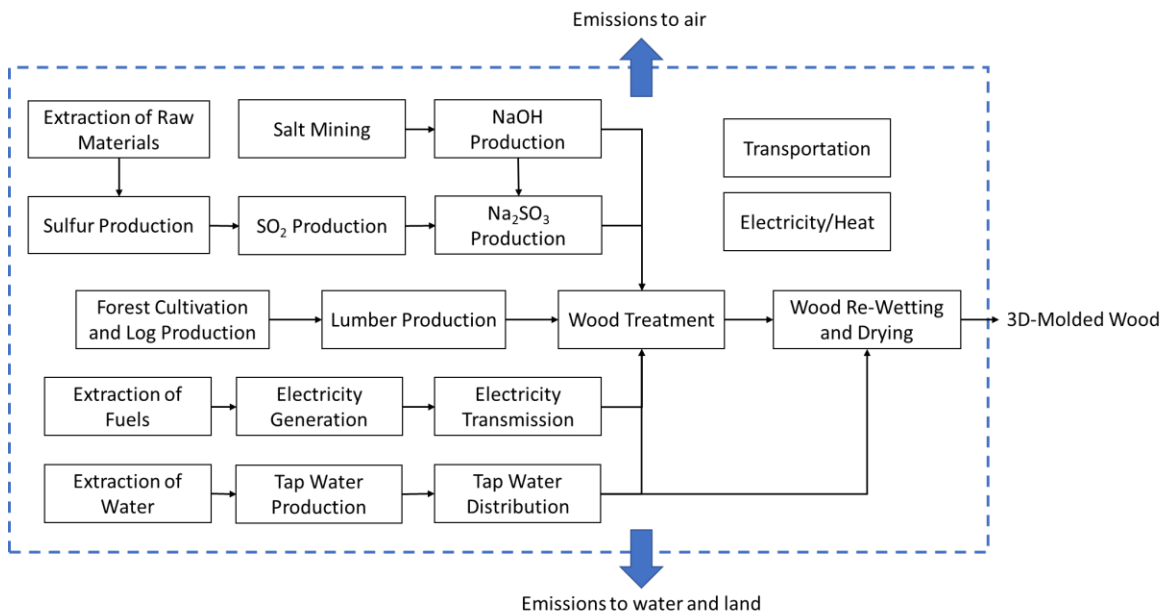 Emissions to air
Extraction of Raw
Materials
Salt Mining
NaOH
Production
Transportation
Sulfur Production
SO₂ Production
Na₂SO₃
Production
Electricity/Heat
Forest Cultivation
and Log Production
Lumber Production
Wood Treatment
Wood Re-Wetting
and Drying
3D-Molded Wood
Extraction of
Fuels
Electricity
Generation
Electricity
Transmission
Extraction of
Water
Tap Water
Production
Tap Water
Distribution
Emissions to water and land